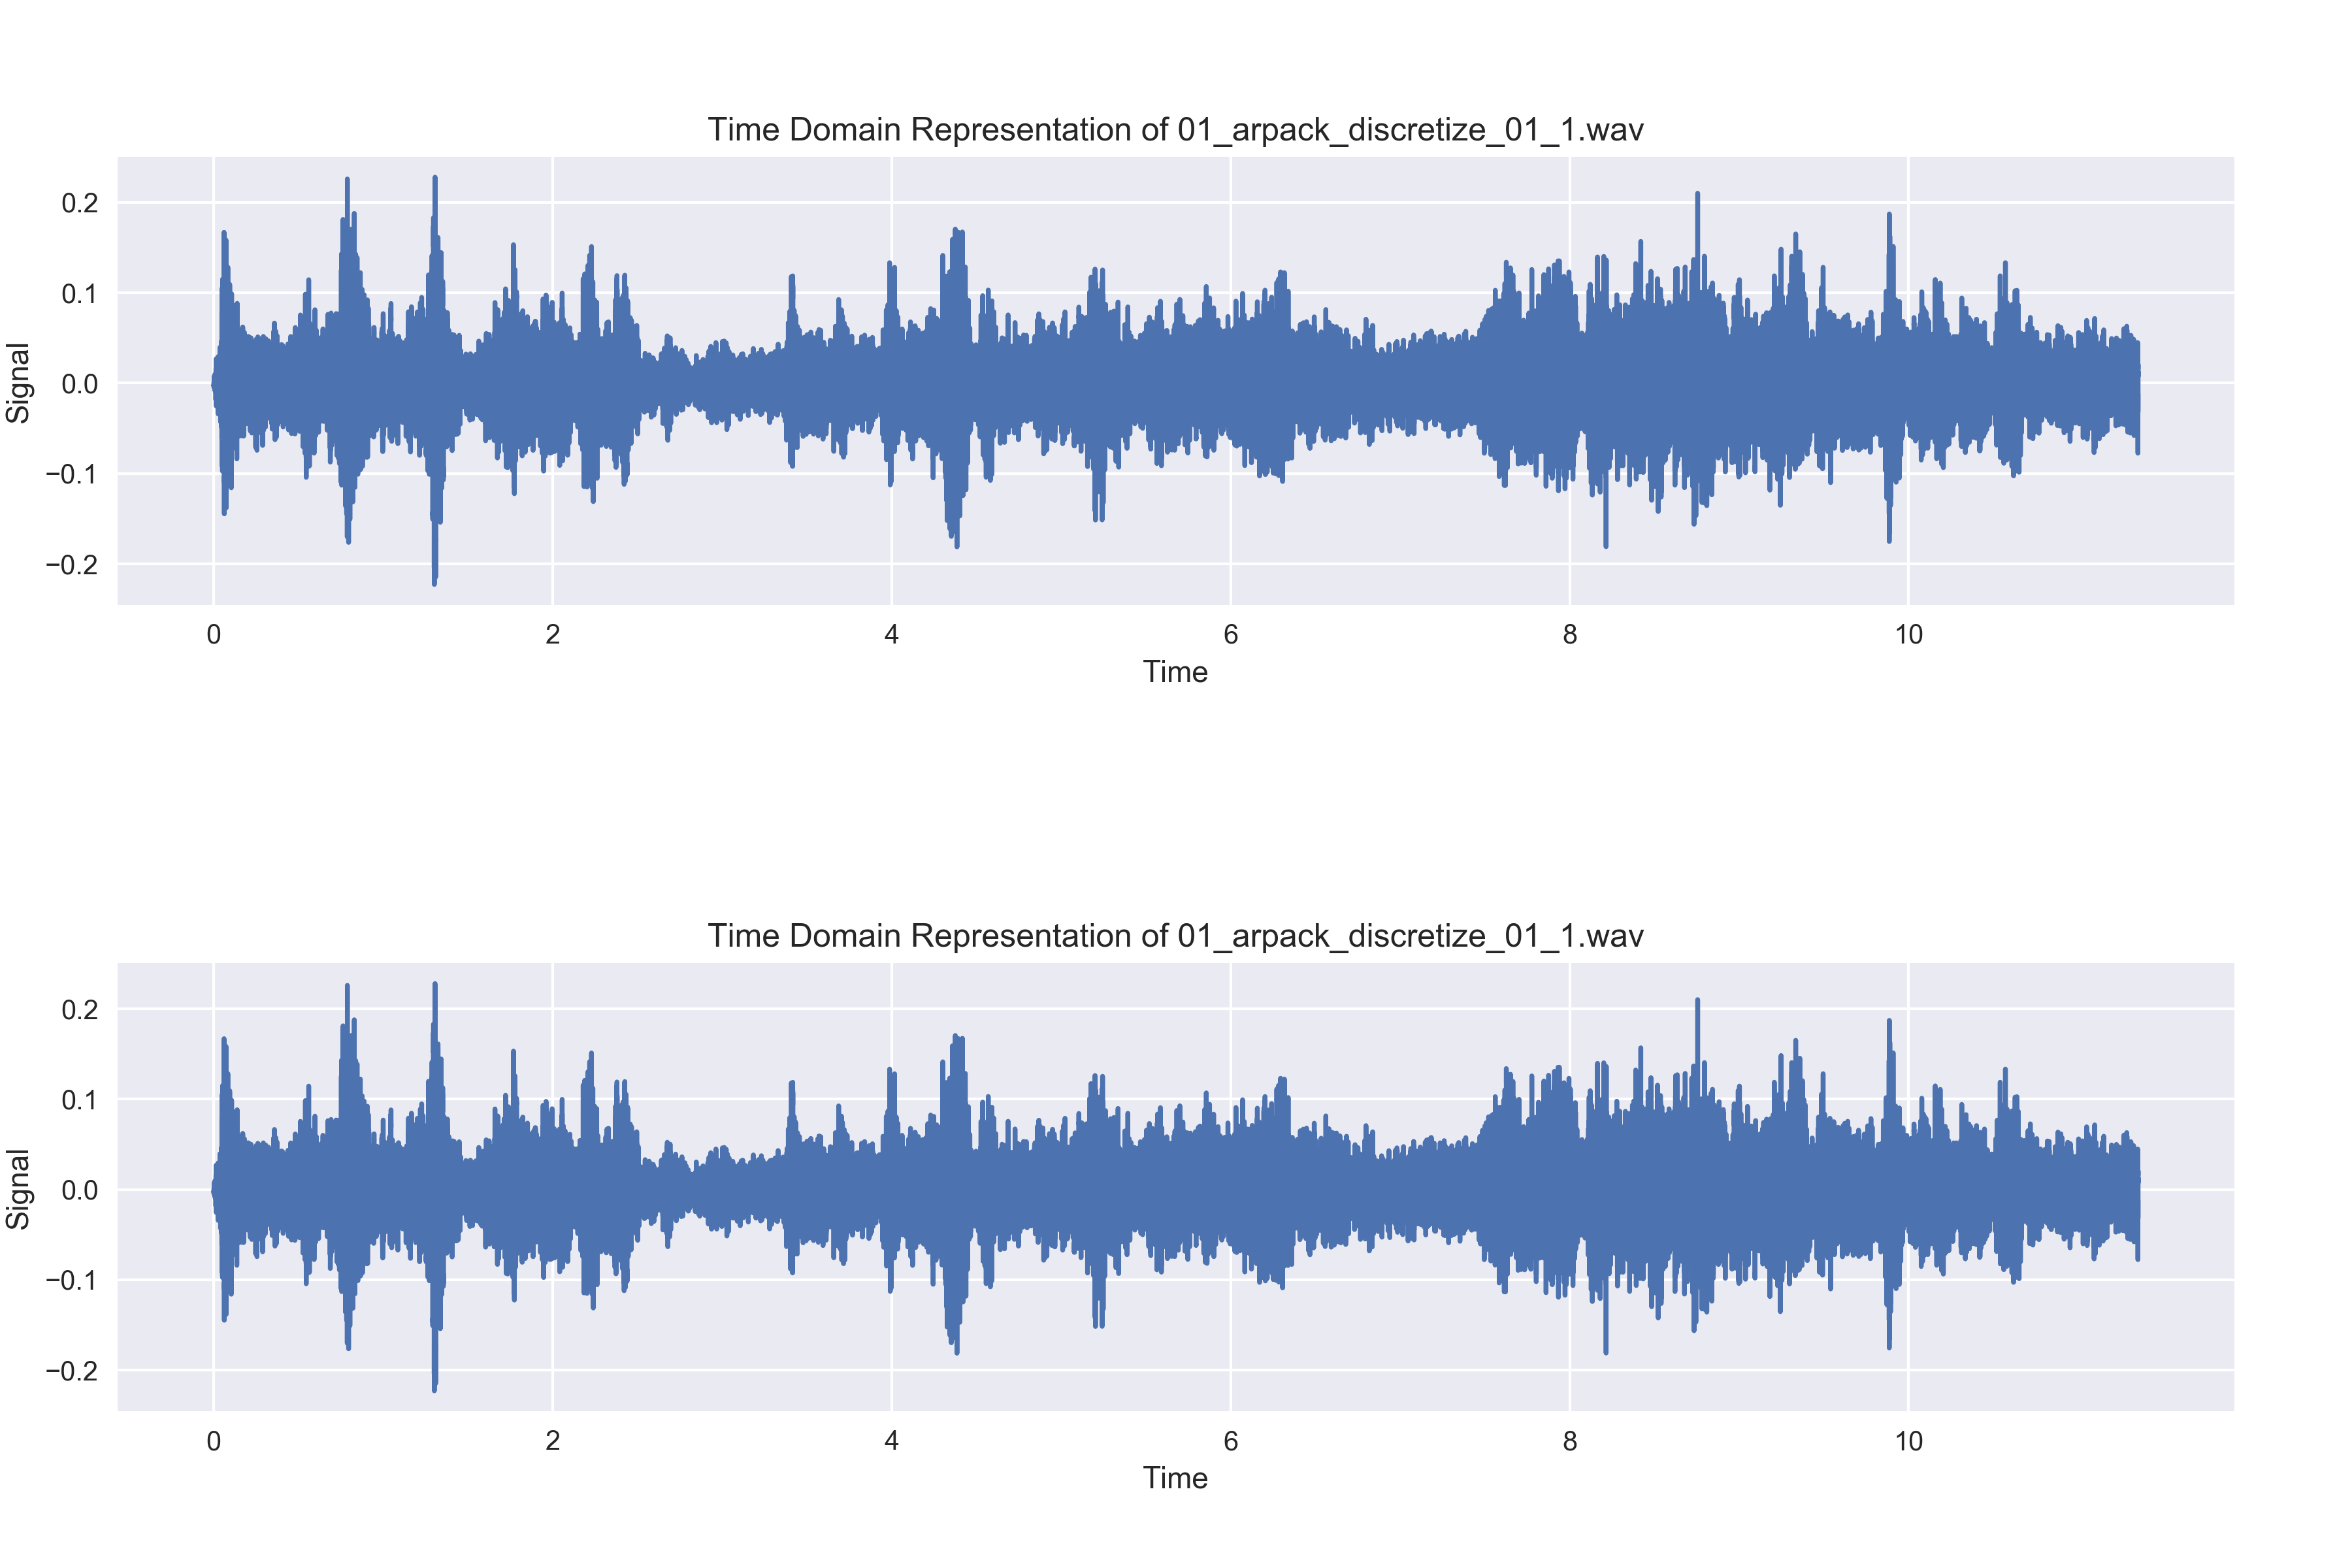 Time Domain Representation of 01_arpack_discretize_01_1.wav
0.2
0.1
0.0
−0.1
−0.2
Signal
0 2 4 6 8 10
Time
Time Domain Representation of 01_arpack_discretize_01_1.wav
0.2
0.1
0.0
−0.1
−0.2
Signal
0 2 4 6 8 10
Time